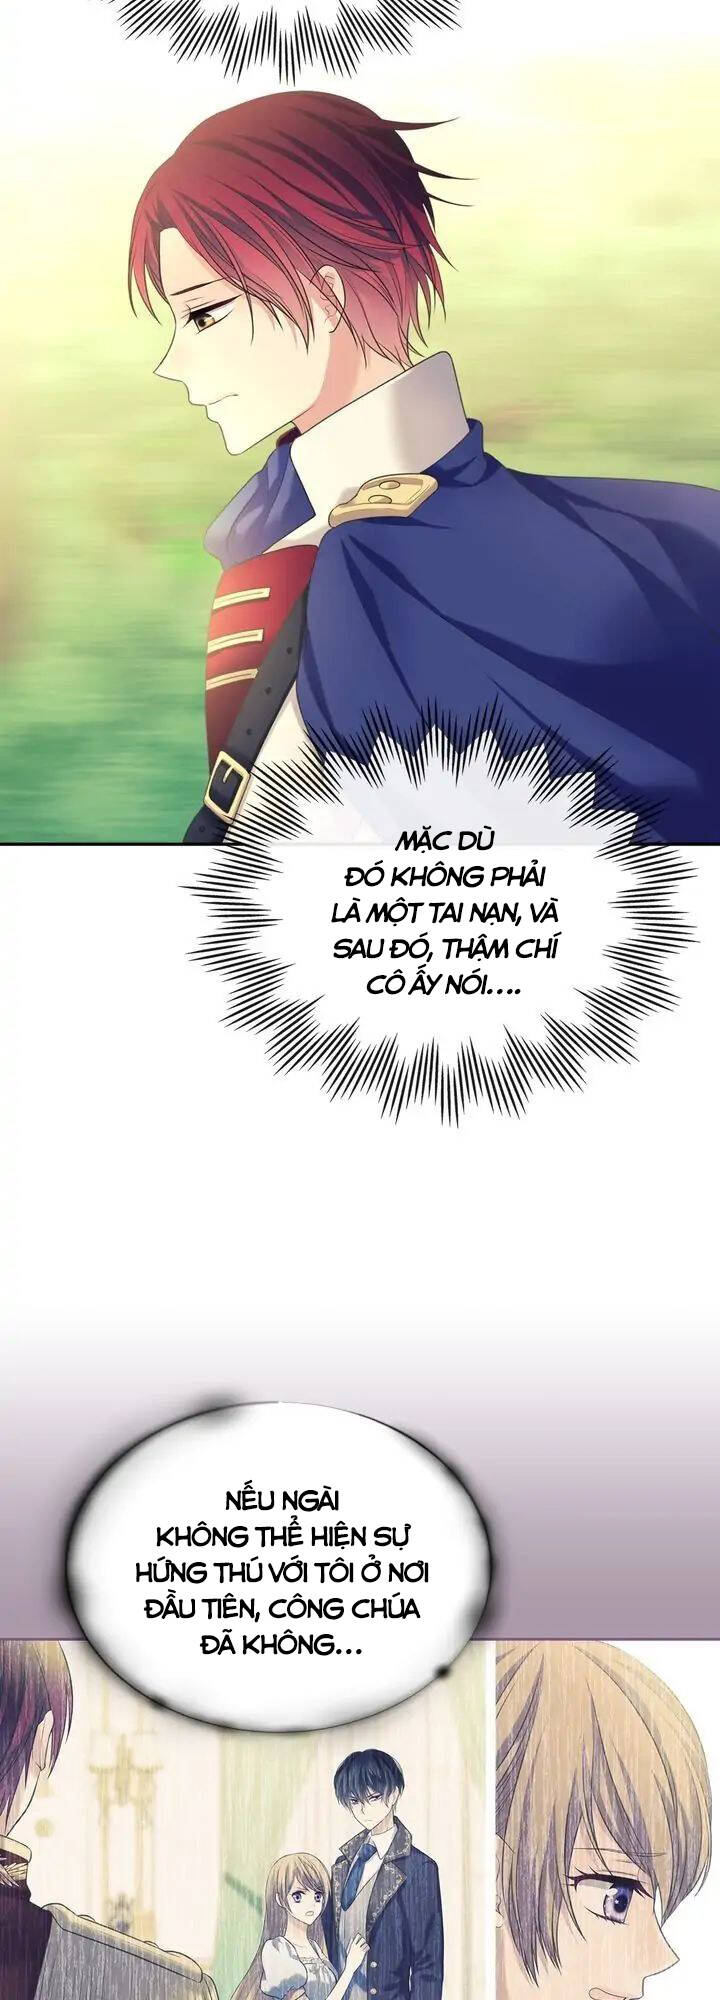 MẶC DÙ
ĐÓ KHÔNG PHẢI
LÀ MỘT TAI NẠN, VÀ
SAU ĐÓ, THẬM CHÍ
CÔ ẤY NÓI....
NẾU NGÀI
KHÔNG THỂ HIỆN SỰ
HỨNG THÚ VỚI TÔI Ở NƠI
ĐẦU TIÊN, CÔNG CHÚA
ĐÃ KHÔNG...